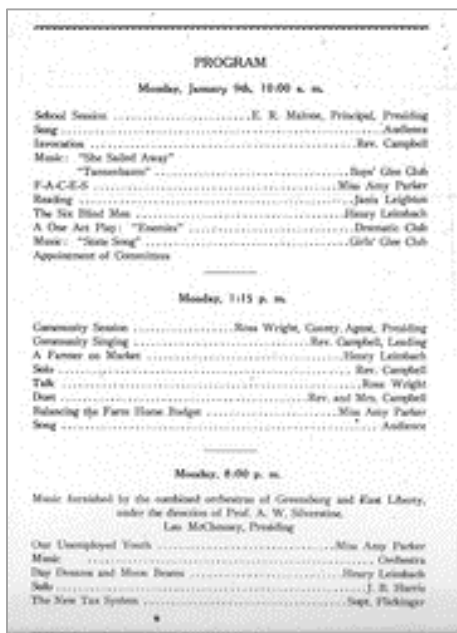 PROGRAM
Monday, January 9th, 10:00 a. m.
School Session ..... E. R. Malone, Principal, Presiding
Song ..... Audience
Invocation ..... Rev. Campbell
Music: "She Sailed Away"
"Tannenbaum" ..... Boys' Glee Club
F-A-C-E-S ..... Miss Amy Parker
Reading ..... Janis Leighton
The Six Blind Men ..... Henry Leimbach
A One Act Play: "Enemies" ..... Dramatic Club
Music: "State Song" ..... Girls' Glee Club
Appointment of Committees
Monday, 1:15 p. m.
Community Session ..... Ross Wright, County Agent, Presiding
Community Singing ..... Rev. Campbell, Leading
A Farmer on Market ..... Henry Leimbach
Solo ..... Rev. Campbell
Talk ..... Ross Wright
Duet ..... Rev. and Mrs. Campbell
Balancing the Farm Home Budget ..... Miss Amy Parker
Song ..... Audience
Monday, 8:00 p. m.
Music furnished by the combined orchestras of Greensburg and East Liberty,
under the direction of Prof. A. W. Silverstine.
Leo McChesney, Presiding
Our Unemployed Youth ..... Miss Amy Parker
Music ..... Orchestra
Day Dreams and Moon Beams ..... Henry Leimbach
Solo ..... J. B. Harris
The New Tax System ..... Supt. Flickinger